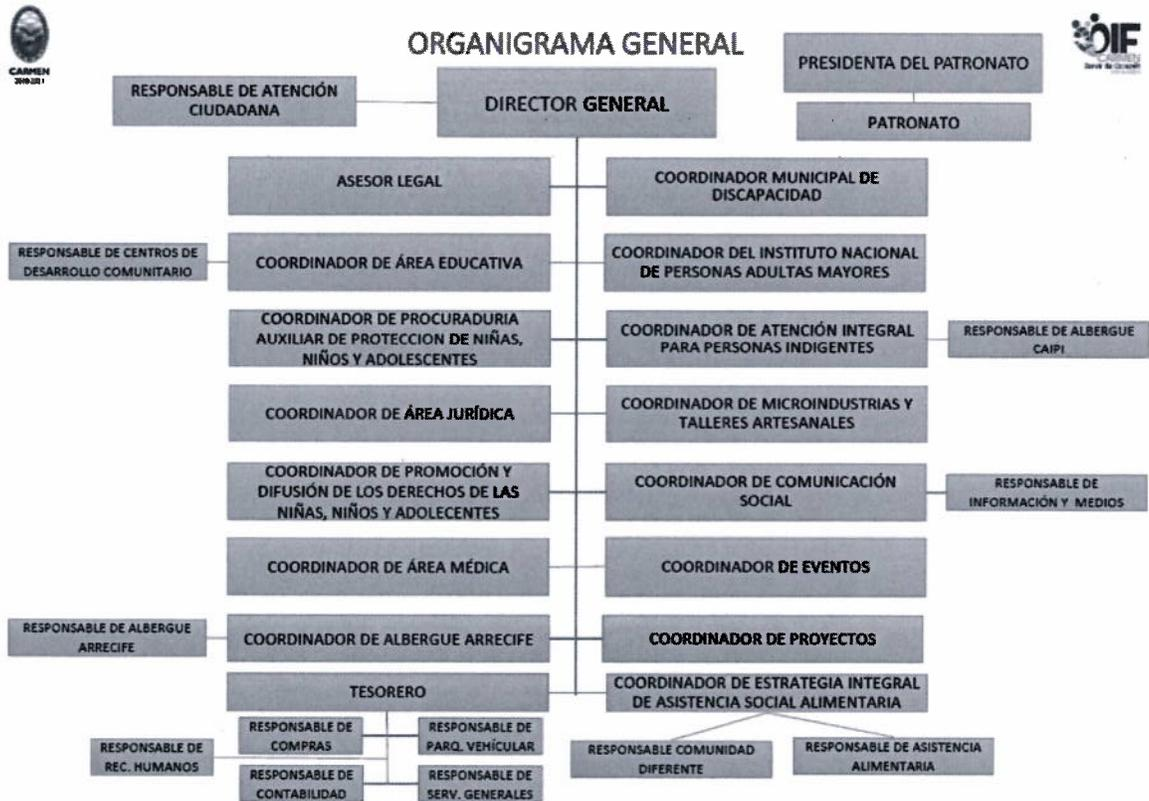 CARMEN
ORGANIGRAMA GENERAL
DIF
CARMEN
PRESIDENTA DEL PATRONATO
RESPONSABLE DE ATENCIÓN
CIUDADANA
DIRECTOR GENERAL
PATRONATO
ASESOR LEGAL
COORDINADOR MUNICIPAL DE
DISCAPACIDAD
RESPONSABLE DE CENTROS DE
DESARROLLO COMUNITARIO
COORDINADOR DE ÁREA EDUCATIVA
COORDINADOR DEL INSTITUTO NACIONAL
DE PERSONAS ADULTAS MAYORES
COORDINADOR DE PROCURADURIA
AUXILIAR DE PROTECCION DE NIÑAS,
NIÑOS Y ADOLESCENTES
COORDINADOR DE ATENCIÓN INTEGRAL
PARA PERSONAS INDIGENTES
RESPONSABLE DE ALBERGUE
CAIPI
COORDINADOR DE ÁREA JURÍDICA
COORDINADOR DE MICROINDUSTRIAS Y
TALLERES ARTESANALES
COORDINADOR DE PROMOCIÓN Y
DIFUSIÓN DE LOS DERECHOS DE LAS
NIÑAS, NIÑOS Y ADOLECENTES
COORDINADOR DE COMUNICACIÓN
SOCIAL
RESPONSABLE DE
INFORMACIÓN Y MEDIOS
COORDINADOR DE ÁREA MÉDICA
COORDINADOR DE EVENTOS
RESPONSABLE DE ALBERGUE
ARRECIFE
COORDINADOR DE ALBERGUE ARRECIFE
COORDINADOR DE PROYECTOS
TESORERO
COORDINADOR DE ESTRATEGIA INTEGRAL
DE ASISTENCIA SOCIAL ALIMENTARIA
RESPONSABLE DE
COMPRAS
RESPONSABLE DE
PARQ. VEHÍCULAR
RESPONSABLE DE
REC. HUMANOS
RESPONSABLE COMUNIDAD
DIFERENTE
RESPONSABLE DE ASISTENCIA
ALIMENTARIA
RESPONSABLE DE
CONTABILIDAD
RESPONSABLE DE
SERV. GENERALES